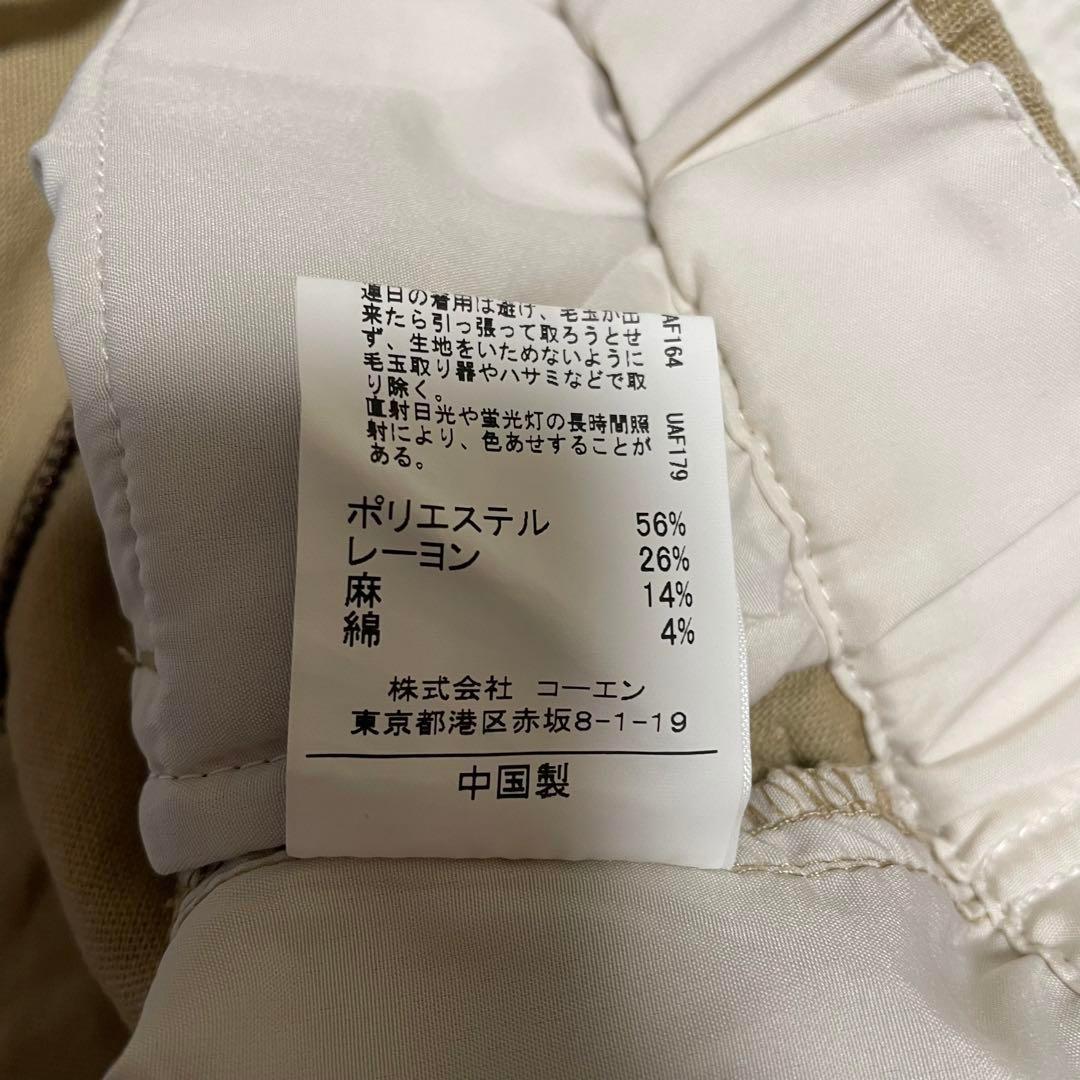 連日の着用は避け、毛玉が出
来たら引っ張って取ろうとせ
ず、生地をいためないように
毛玉取り器やハサミなどで取
り除く。
直射日光や蛍光灯の長時間照
射により、色あせすることが
ある。
AF164 UAF179
ポリエステル 56%
レーヨン 26%
麻 14%
綿 4%
株式会社 コーエン
東京都港区赤坂8-1-19
中国製